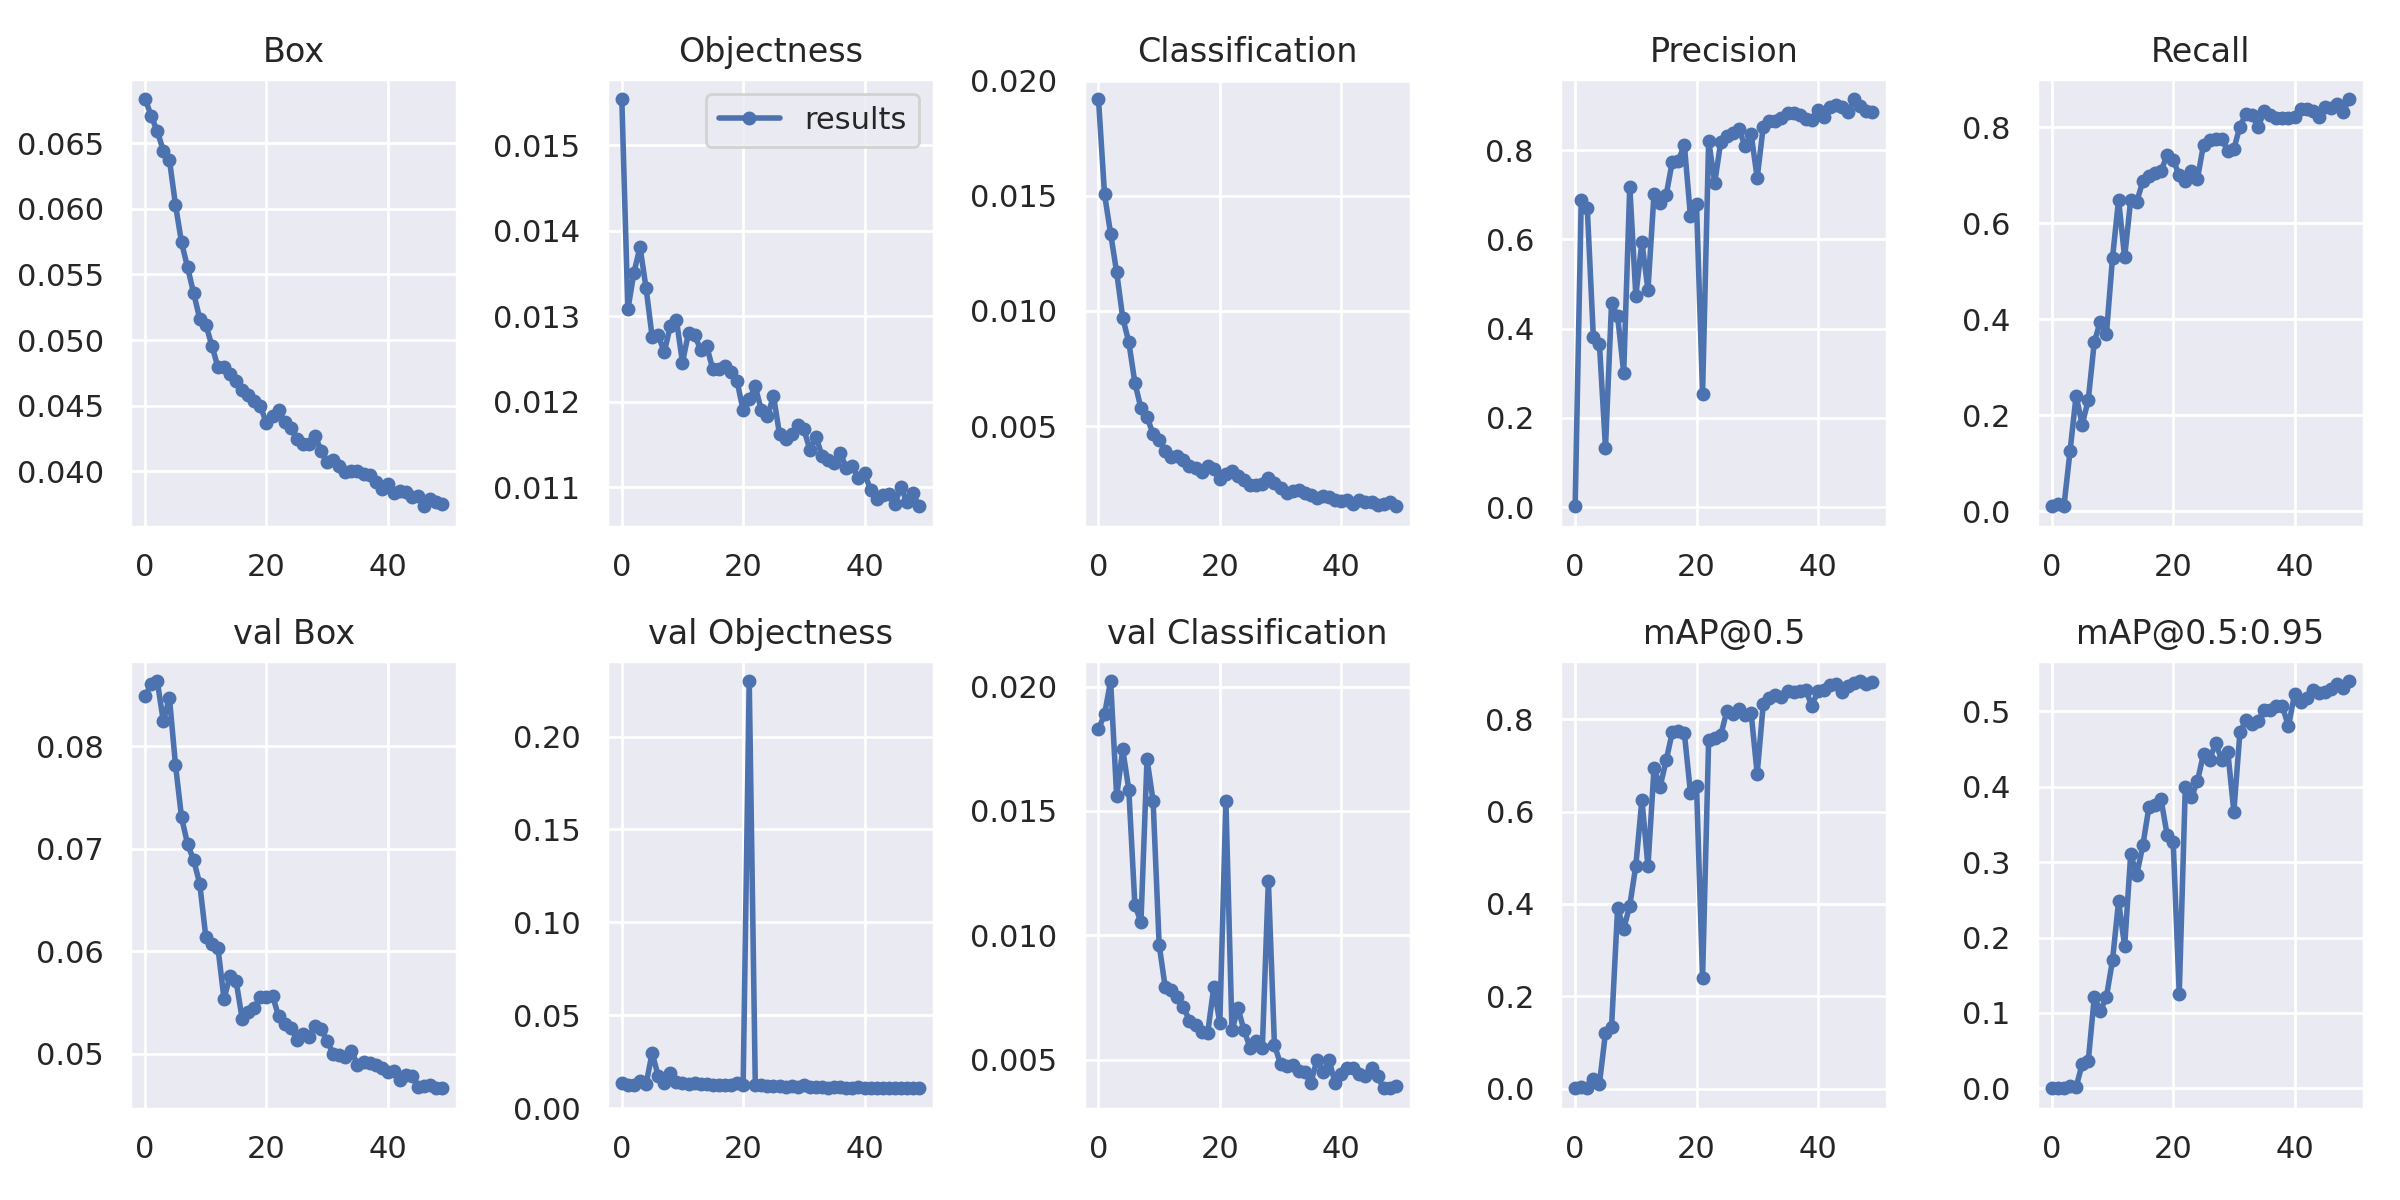 Box
Objectness
Classification
Precision
Recall
results
0.065
0.060
0.055
0.050
0.045
0.040
0 20 40
0.015
0.014
0.013
0.012
0.011
0 20 40
0.020
0.015
0.010
0.005
0 20 40
0.8
0.6
0.4
0.2
0.0
0 20 40
0.8
0.6
0.4
0.2
0.0
0 20 40
val Box
val Objectness
val Classification
mAP@0.5
mAP@0.5:0.95
0.08
0.07
0.06
0.05
0 20 40
0.20
0.15
0.10
0.05
0.00
0 20 40
0.020
0.015
0.010
0.005
0 20 40
0.8
0.6
0.4
0.2
0.0
0 20 40
0.5
0.4
0.3
0.2
0.1
0.0
0 20 40